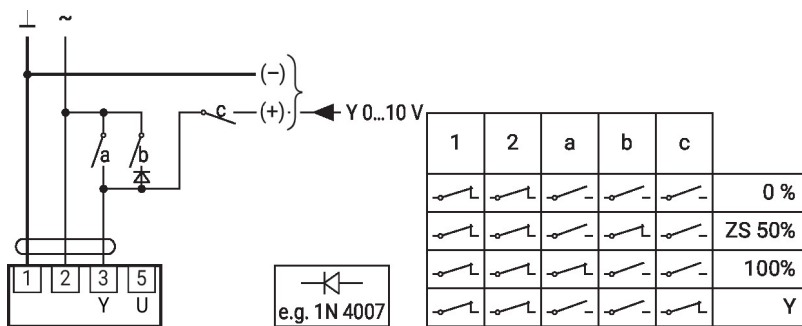 ⊥ ~
(–)
c (+) Y 0...10 V
a b
1 2 3 5
Y U
e.g. 1N 4007
1 2 a b c
0 %
ZS 50%
100%
Y